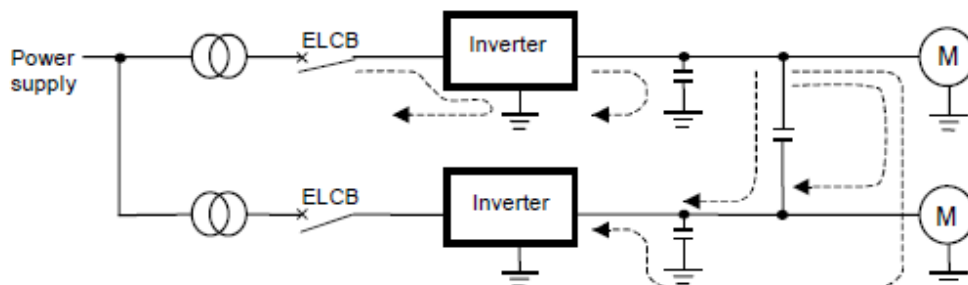 ELCB
Inverter
M
Power
supply
ELCB
Inverter
M